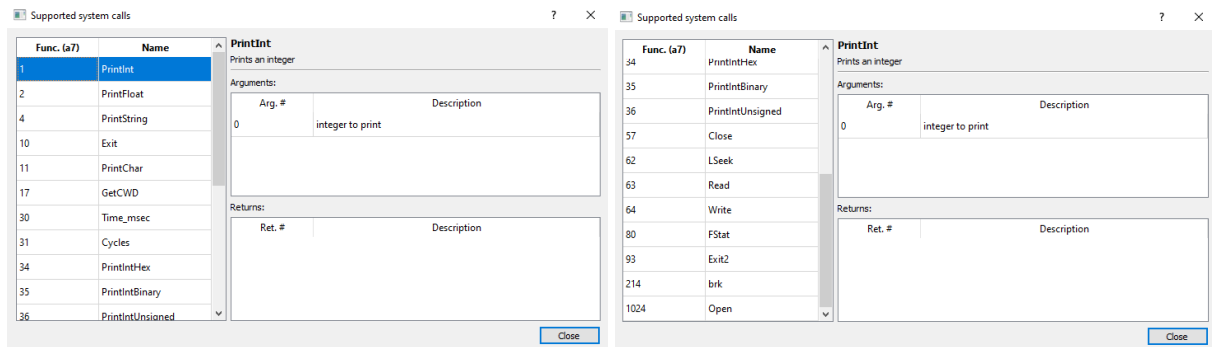 Supported system calls
?
Func. (a7) Name
1 PrintInt
2 PrintFloat
4 PrintString
10 Exit
11 PrintChar
17 GetCWD
30 Time_msec
31 Cycles
34 PrintIntHex
35 PrintIntBinary
36 PrintIntUnsigned
PrintInt
Prints an integer
Arguments:
Arg. # Description
0 integer to print
Returns:
Ret. # Description
Close
Supported system calls
?
Func. (a7) Name
34 PrintIntHex
35 PrintIntBinary
36 PrintIntUnsigned
57 Close
62 LSeek
63 Read
64 Write
80 FStat
93 Exit2
214 brk
1024 Open
PrintInt
Prints an integer
Arguments:
Arg. # Description
0 integer to print
Returns:
Ret. # Description
Close